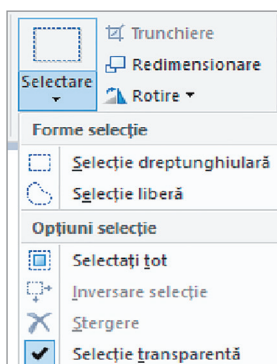 Trunchiere
Redimensionare
Selectare
Rotire
Forme selecție
Selecție dreptunghiulară
Selecție liberă
Opțiuni selecție
Selectați tot
Inversare selecție
Ștergere
Selecție transparentă